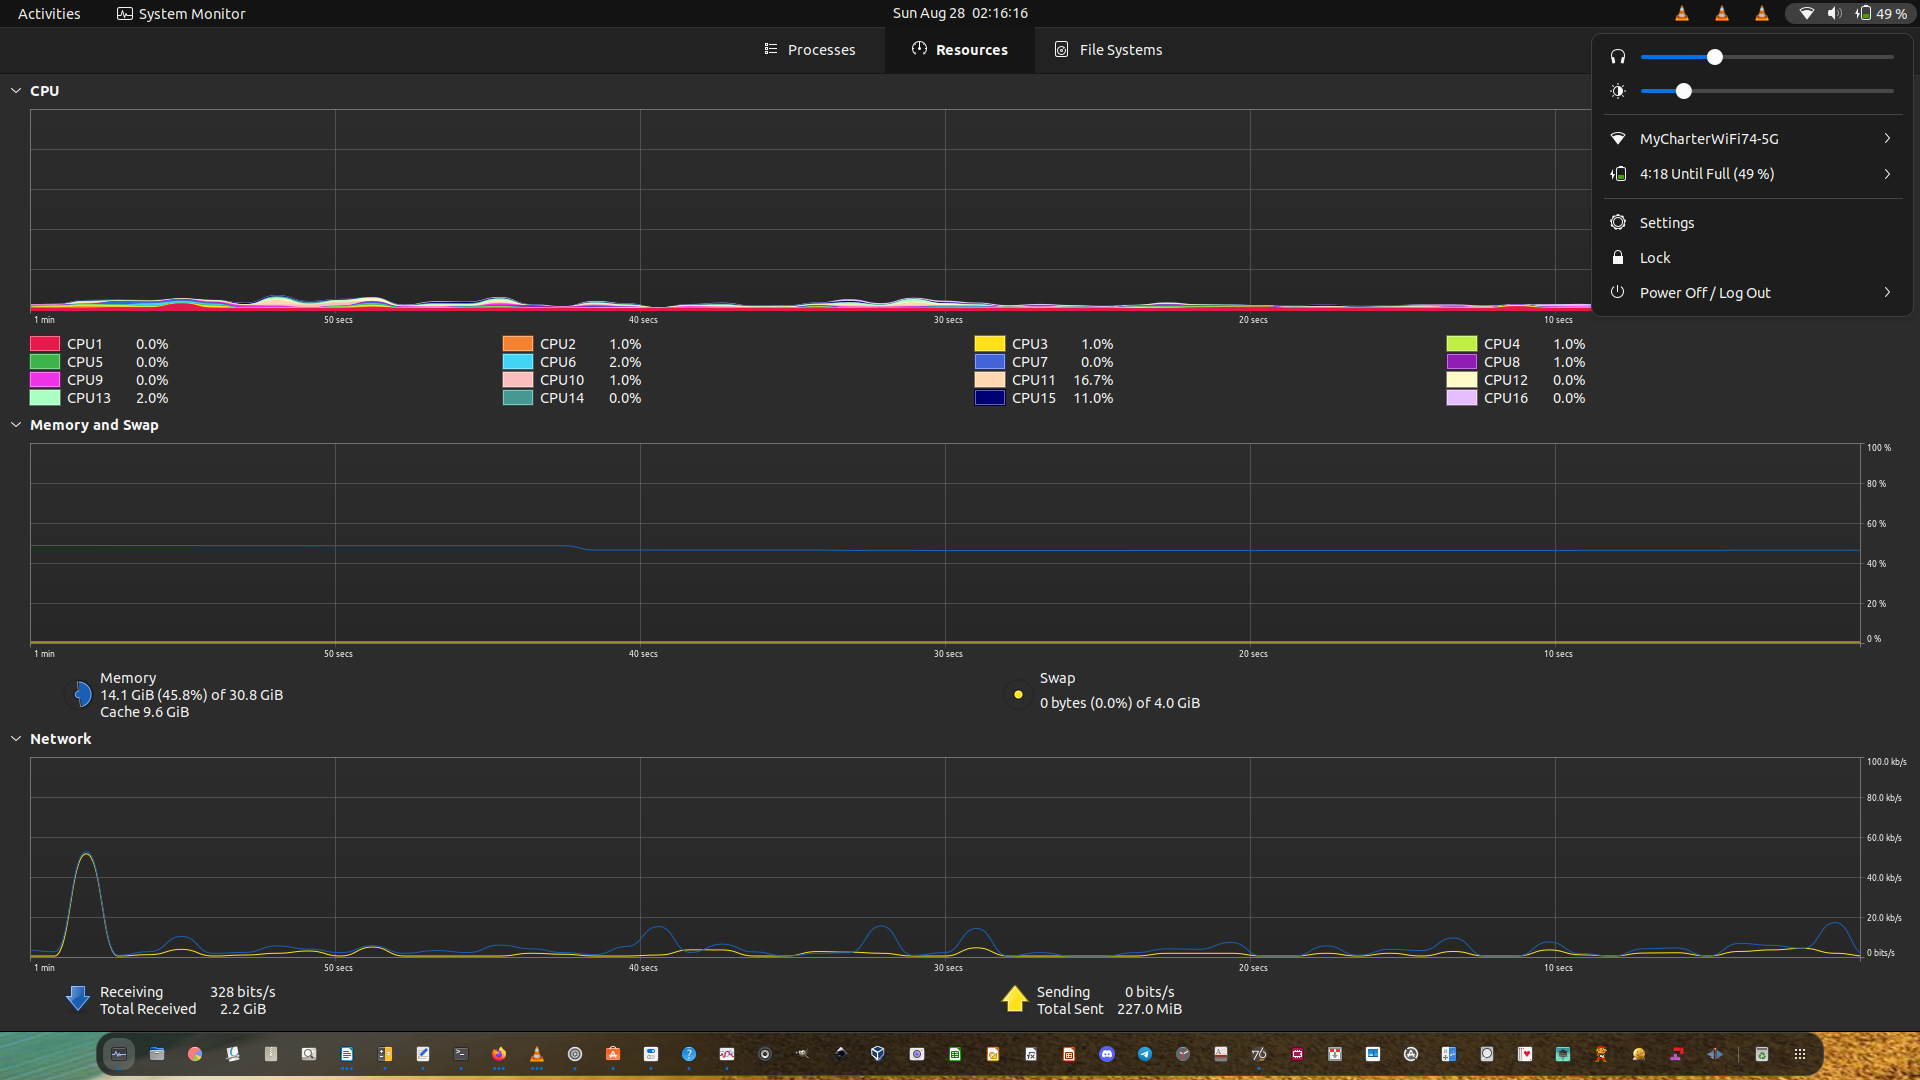 Activities System Monitor Sun Aug 28 02:16:16 49 %
Processes Resources File Systems
CPU
MyCharterWiFi74-5G
4:18 Until Full (49 %)
Settings
Lock
Power Off / Log Out
1 min 50 secs 40 secs 30 secs 20 secs 10 secs
CPU1 0.0% CPU2 1.0% CPU3 1.0% CPU4 1.0%
CPU5 0.0% CPU6 2.0% CPU7 0.0% CPU8 1.0%
CPU9 0.0% CPU10 1.0% CPU11 16.7% CPU12 0.0%
CPU13 2.0% CPU14 0.0% CPU15 11.0% CPU16 0.0%
Memory and Swap
100 %
80 %
60 %
40 %
20 %
0 %
1 min 50 secs 40 secs 30 secs 20 secs 10 secs
Memory
14.1 GiB (45.8%) of 30.8 GiB
Cache 9.6 GiB
Swap
0 bytes (0.0%) of 4.0 GiB
Network
100.0 kb/s
80.0 kb/s
60.0 kb/s
40.0 kb/s
20.0 kb/s
0 bits/s
1 min 50 secs 40 secs 30 secs 20 secs 10 secs
Receiving 328 bits/s
Total Received 2.2 GiB
Sending 0 bits/s
Total Sent 227.0 MiB
76